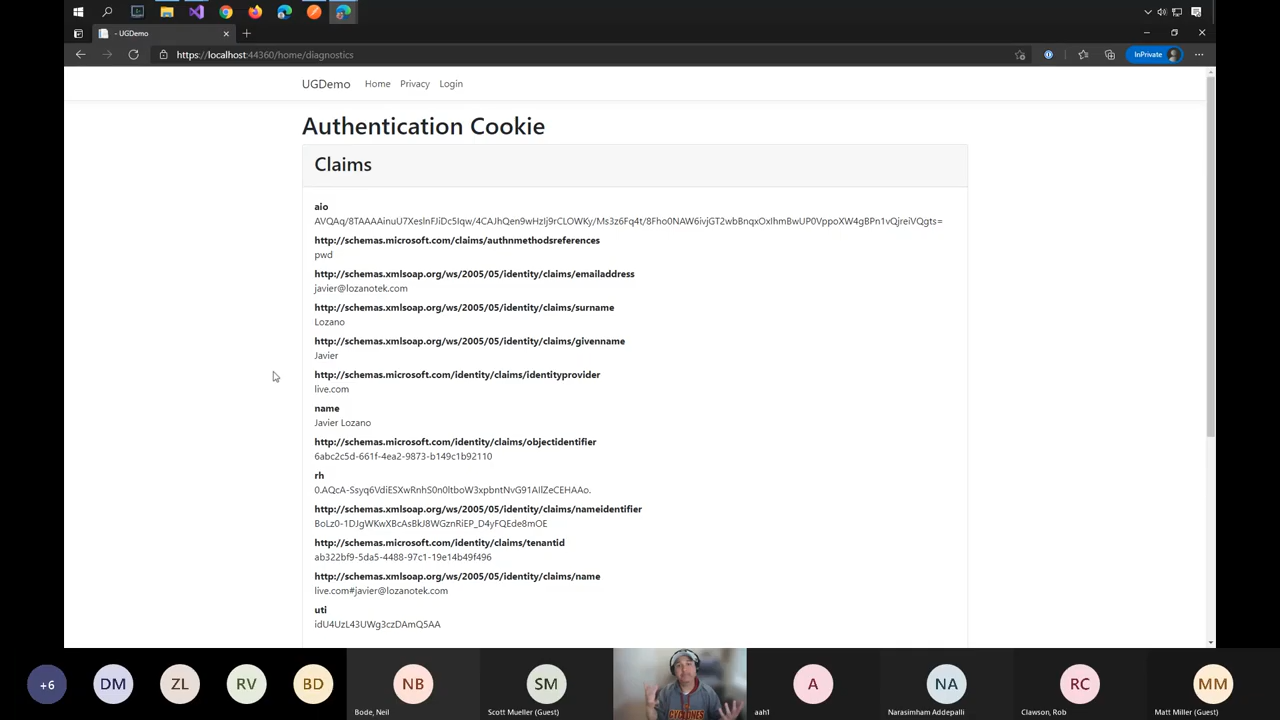 - UGDemo
https://localhost:44360/home/diagnostics
InPrivate
UGDemo Home Privacy Login
Authentication Cookie
Claims
aio
AVQAq/8TAAAAinuU7XeslnFJiDc5Iqw/4CAJhQen9wHzIj9rCLOWKy/Ms3z6Fq4t/8Fho0NAW6ivjGT2wbBnqxOxIhmBwUP0VppoXW4gBPn1vQjreiVQgts=
http://schemas.microsoft.com/claims/authnmethodsreferences
pwd
http://schemas.xmlsoap.org/ws/2005/05/identity/claims/emailaddress
javier@lozanotek.com
http://schemas.xmlsoap.org/ws/2005/05/identity/claims/surname
Lozano
http://schemas.xmlsoap.org/ws/2005/05/identity/claims/givenname
Javier
http://schemas.microsoft.com/identity/claims/identityprovider
live.com
name
Javier Lozano
http://schemas.microsoft.com/identity/claims/objectidentifier
6abc2c5d-661f-4ea2-9873-b149c1b92110
rh
0.AQcA-Ssyq6VdiESXwRnhS0n0ltboW3xpbntNvG91AIlZeCEHAAo.
http://schemas.xmlsoap.org/ws/2005/05/identity/claims/nameidentifier
BoLz0-1DJgWKwXBcAsBkJ8WGznRiEP_D4yFQEde8mOE
http://schemas.microsoft.com/identity/claims/tenantid
ab322bf9-5da5-4488-97c1-19e14b49f496
http://schemas.xmlsoap.org/ws/2005/05/identity/claims/name
live.com#javier@lozanotek.com
uti
idU4UzL43UWg3czDAmQ5AA
+6 DM ZL RV BD NB SM A NA RC MM
CYCLONES
Bode, Neil Scott Mueller (Guest) aah1 Narasimham Addepalli Clawson, Rob Matt Miller (Guest)